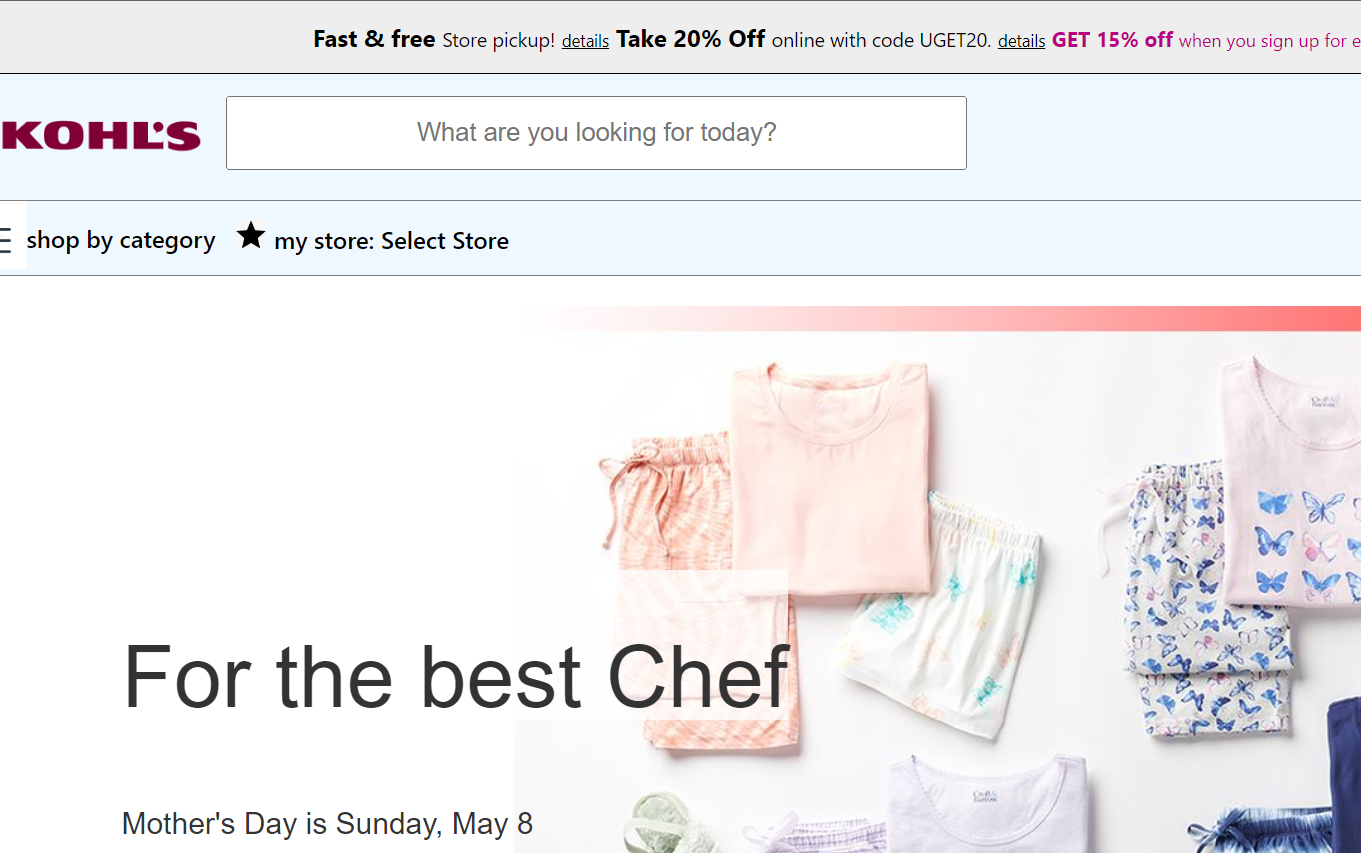 Fast & free Store pickup! details Take 20% Off online with code UGET20. details GET 15% off when you sign up for e
KOHL'S
What are you looking for today?
shop by category
my store: Select Store
For the best Chef
Mother's Day is Sunday, May 8